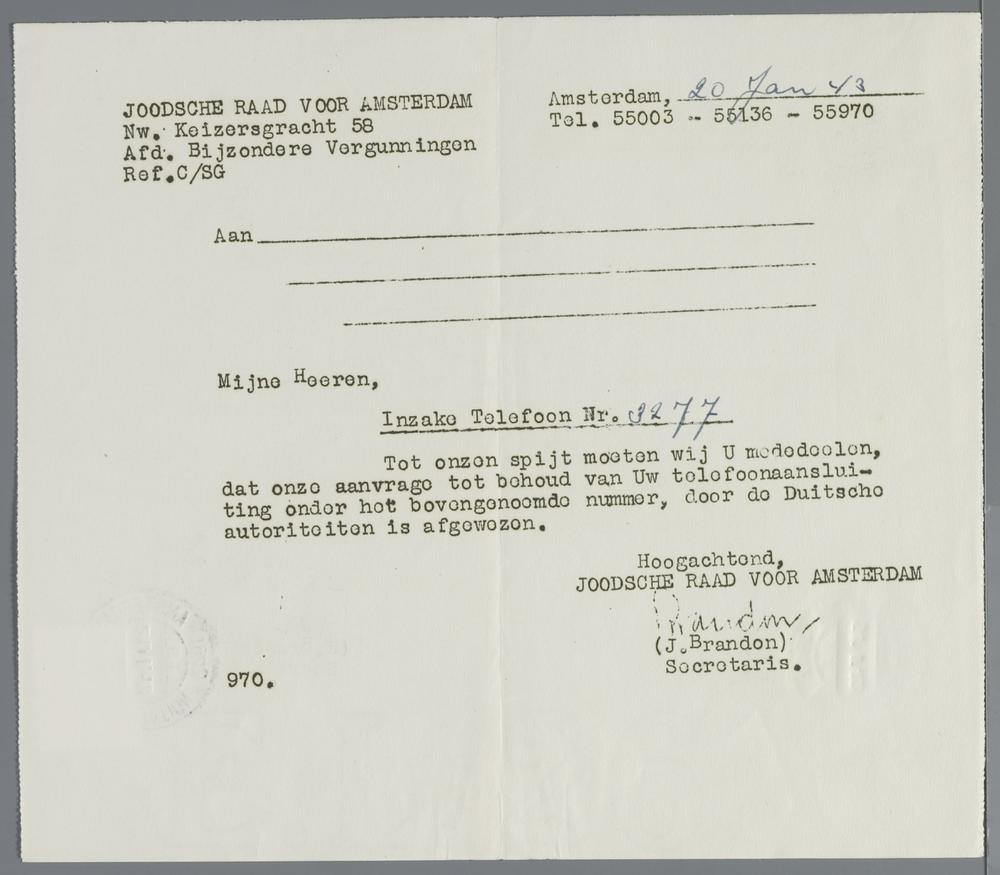 JOODSCHE RAAD VOOR AMSTERDAM
Nw. Keizersgracht 58
Afd. Bijzondere Vergunningen
Ref.C/SG
Amsterdam, 20 Jan 43
Tel. 55003 - 55136 - 55970
Aan
Mijne Heeren,
Inzake Telefoon Nr. 3277
Tot onzen spijt moeten wij U mededeelen,
dat onze aanvrage tot behoud van Uw telefoonaanslui-
ting onder het bovengenoemde nummer, door de Duitsche
autoriteiten is afgewezen.
Hoogachtend,
JOODSCHE RAAD VOOR AMSTERDAM
Brandon
(J.Brandon)
Secretaris.
970.